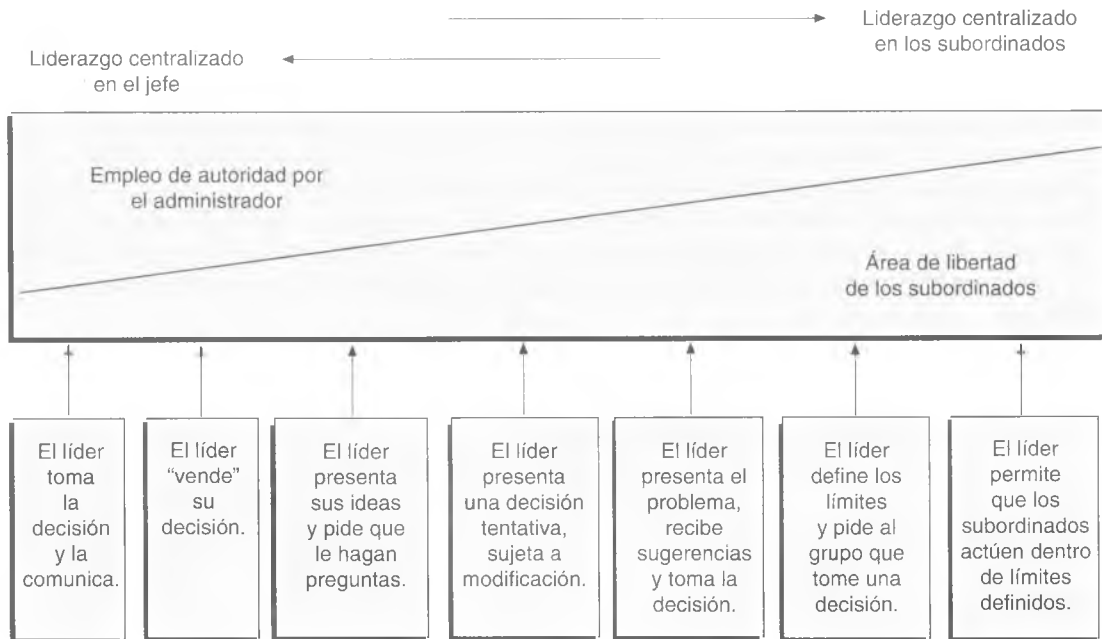 Liderazgo centralizado
en los subordinados
Liderazgo centralizado
en el jefe
Empleo de autoridad por
el administrador
Área de libertad
de los subordinados
El líder
toma
la
decisión
y la
comunica.
El líder
“vende”
su
decisión.
El líder
presenta
sus ideas
y pide que
le hagan
preguntas.
El líder
presenta
una decisión
tentativa,
sujeta a
modificación.
El líder
presenta el
problema,
recibe
sugerencias
y toma la
decisión.
El líder
define los
límites
y pide al
grupo que
tome una
decisión.
El líder
permite
que los
subordinados
actúen dentro
de límites
definidos.